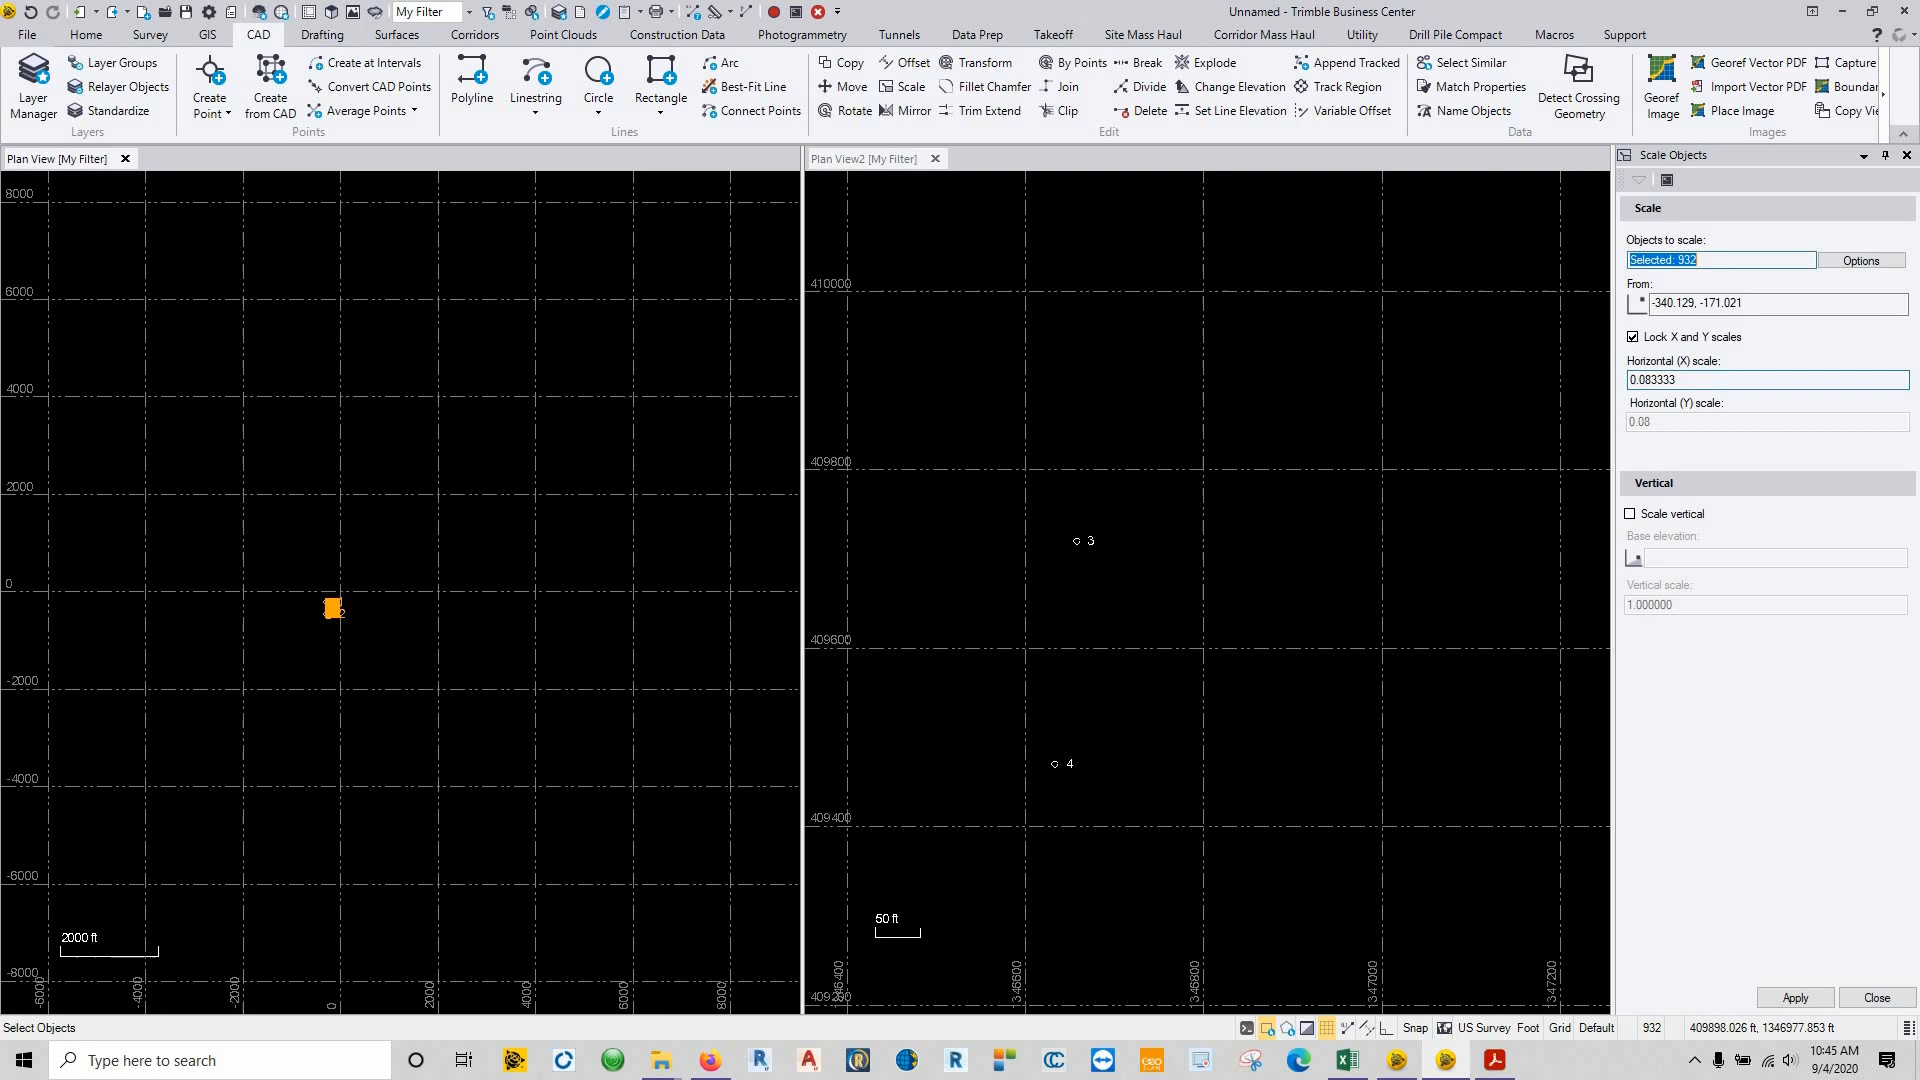 My Filter
Unnamed - Trimble Business Center
File Home Survey GIS CAD Drafting Surfaces Corridors Point Clouds Construction Data Photogrammetry Tunnels Data Prep Takeoff Site Mass Haul Corridor Mass Haul Utility Drill Pile Compact Macros Support
Layer Groups Create at Intervals Arc Copy Offset Transform By Points Break Explode Append Tracked Select Similar Georef Vector PDF Capture
Relayer Objects Convert CAD Points Best-Fit Line Move Scale Fillet Chamfer Join Divide Change Elevation Track Region Match Properties Import Vector PDF Boundar
Layer Manager Create Point Create from CAD Polyline Linestring Circle Rectangle Detect Crossing Geometry Georef Image
Standardize Average Points Connect Points Rotate Mirror Trim Extend Clip Delete Set Line Elevation Variable Offset Name Objects Place Image Copy Vi
Layers Points Lines Edit Data Images
Plan View [My Filter]
8000
6000
4000
2000
0
-2000
-4000
-6000
-8000
2000 ft
-6000 -4000 -2000 0 2000 4000 6000 8000
Plan View2 [My Filter]
410000
409800
409600
409400
3
4
50 ft
1346600 1346800 1347000 1347200
Scale Objects
Scale
Objects to scale:
Selected: 932
Options
From:
-340.129, -171.021
Lock X and Y scales
Horizontal (X) scale:
0.083333
Horizontal (Y) scale:
0.08
Vertical
Scale vertical
Base elevation:
Vertical scale:
1.000000
Apply Close
Select Objects
Snap US Survey Foot Grid Default 932 409898.026 ft, 1346977.853 ft
Type here to search
10:45 AM
9/4/2020